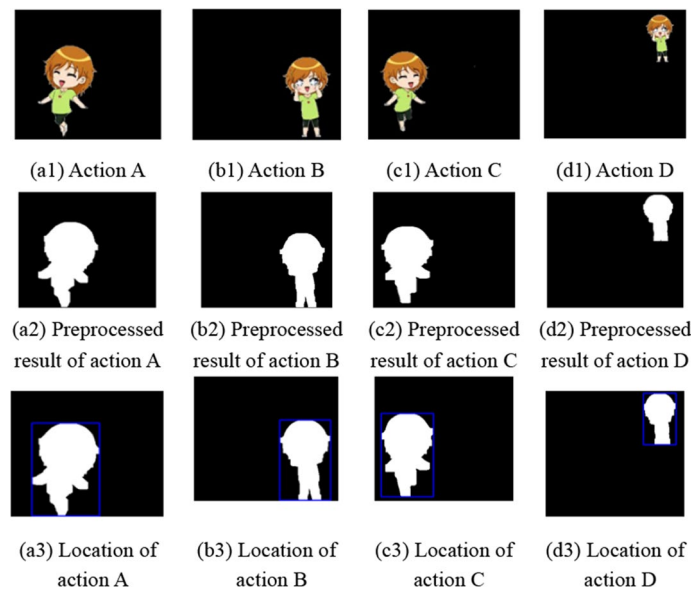 (a1) Action A
(b1) Action B
(c1) Action C
(d1) Action D
(a2) Preprocessed
result of action A
(b2) Preprocessed
result of action B
(c2) Preprocessed
result of action C
(d2) Preprocessed
result of action D
(a3) Location of
action A
(b3) Location of
action B
(c3) Location of
action C
(d3) Location of
action D